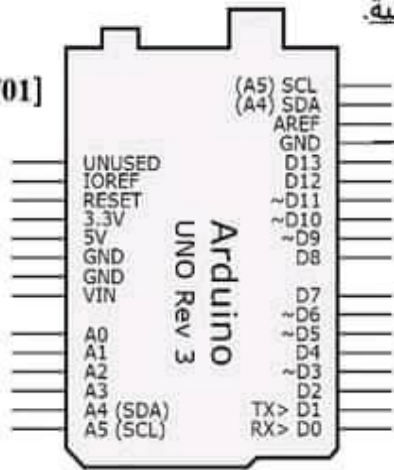 01]
(A5) SCL
(A4) SDA
AREF
GND
UNUSED
IOREF
RESET
3.3V
5V
GND
GND
VIN
A0
A1
A2
A3
A4 (SDA)
A5 (SCL)
Arduino
UNO Rev 3
D13
D12
~D11
~D10
~D9
D8
D7
~D6
~D5
D4
~D3
D2
TX> D1
RX> D0